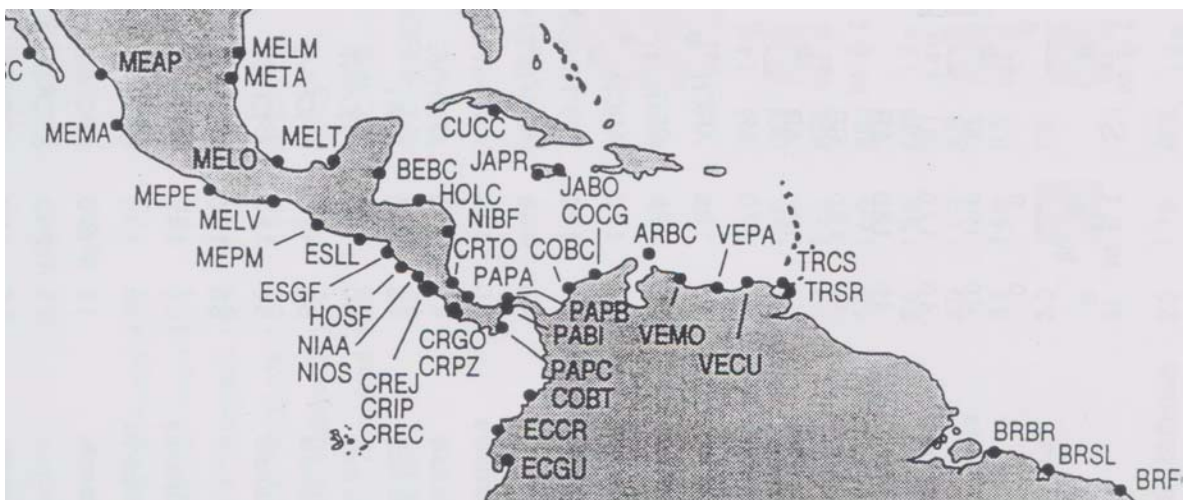 SC
MEAP
MELM
META
MEMA
MELT
MELO
CUCC
BEBC
JAPR
JABO
COCG
MEPE
HOLC
MELV
NIBF
MEPM
ESLL
CRTO
COBC
ARBC
VEPA
TRCS
TRSR
PAPA
ESGF
HOSF
PAPB
VEMO
PABI
NIAA
CRGO
VECU
NIOS
CRPZ
PAPC
CREJ
COBT
CRIP
CREC
ECCR
BRBR
ECGU
BRSL
BRF